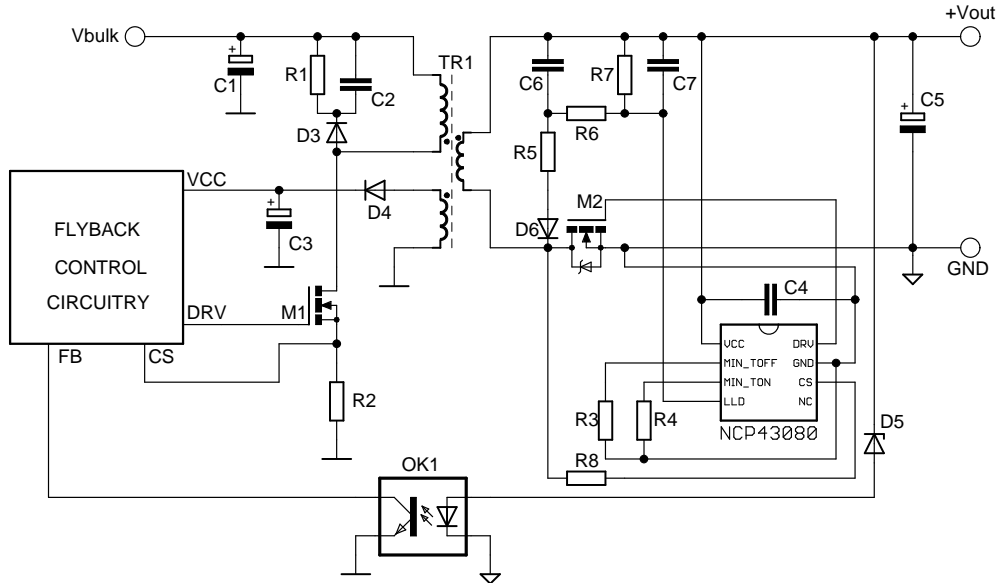 +Vout
Vbulk
TR1
+
C1
R1
C2
C6
R7
C7
+
C5
D3
R6
R5
VCC
D4
M2
FLYBACK
CONTROL
CIRCUITRY
+
C3
D6
GND
DRV
M1
C4
FB
CS
VCC
DRV
MIN_TOFF
GND
MIN_TON
CS
LLD
NC
R2
R3
R4
NCP43080
D5
OK1
R8